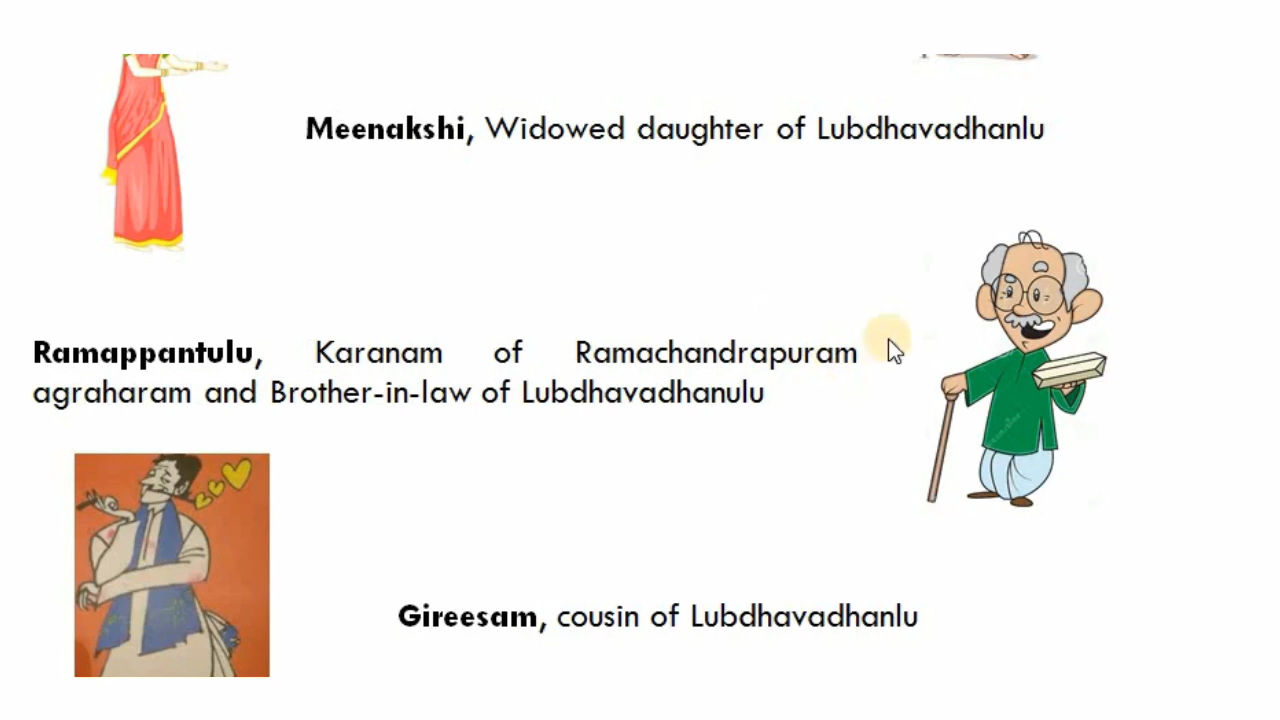 Meenakshi, Widowed daughter of Lubdhavadhanlu
Ramappantulu, Karanam of Ramachandrapuram
agraharam and Brother-in-law of Lubdhavadhanulu
Gireesam, cousin of Lubdhavadhanlu